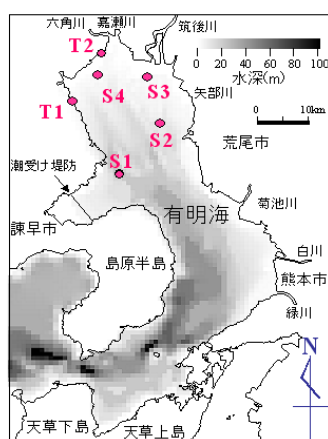 六角川 嘉瀬川 筑後川
T2
0 20 40 60 80 100
水深(m)
S4
S3
矢部川
T1
0 10km
S2
荒尾市
潮受け堤防
S1
有明海
菊池川
諫早市
島原半島
白川
熊本市
緑川
N
天草下島
天草上島